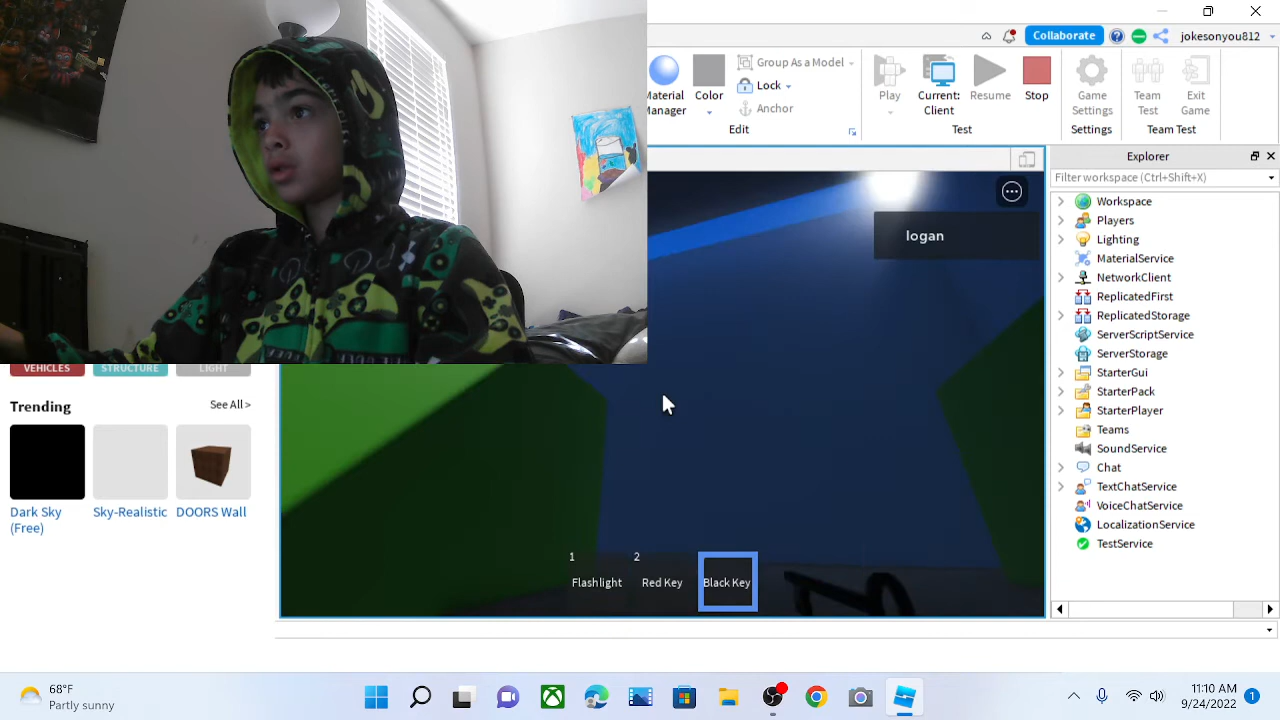 Collaborate
jokesonyou812
Material
Manager
Color
Group As a Model
Lock
Anchor
Edit
Play
Current:
Client
Resume
Stop
Test
Game
Settings
Settings
Team
Test
Exit
Game
Team Test
Explorer
Filter workspace (Ctrl+Shift+X)
Workspace
Players
Lighting
MaterialService
NetworkClient
ReplicatedFirst
ReplicatedStorage
ServerScriptService
ServerStorage
StarterGui
StarterPack
StarterPlayer
Teams
SoundService
Chat
TextChatService
VoiceChatService
LocalizationService
TestService
logan
VEHICLES
STRUCTURE
LIGHT
Trending
See All >
Dark Sky
(Free)
Sky-Realistic
DOORS Wall
1
Flashlight
2
Red Key
Black Key
68°F
Partly sunny
11:10 AM
9/24/2022
1